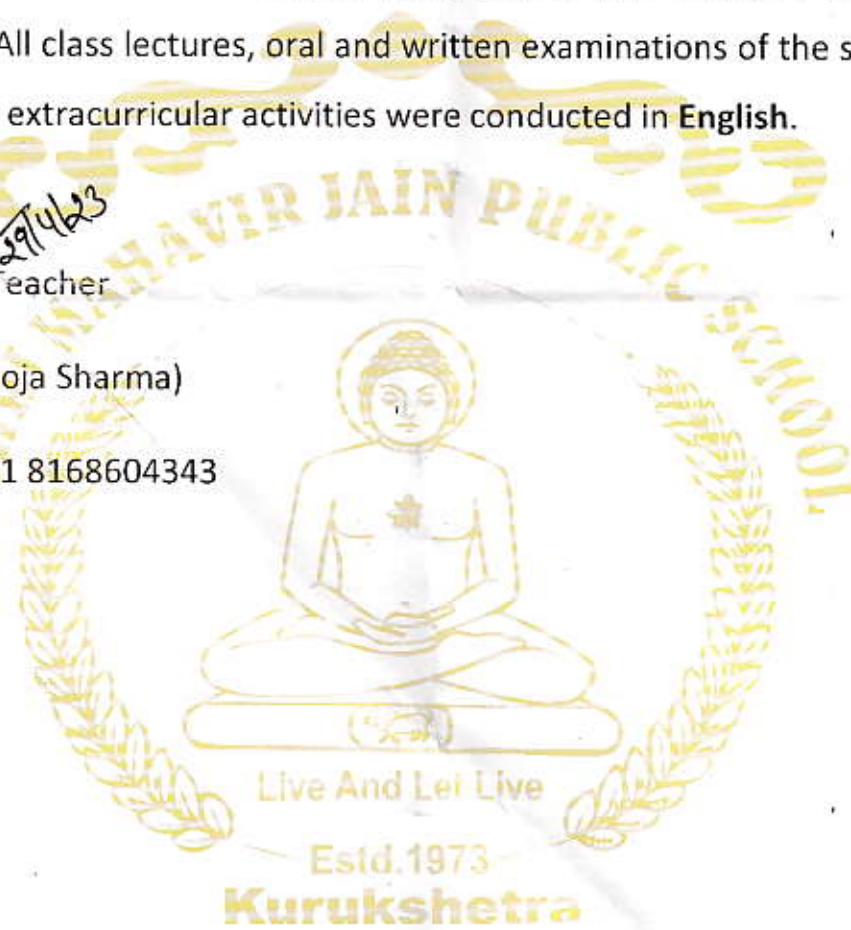 All class lectures, oral and written examinations of the s
extracurricular activities were conducted in English.
29/4/23
Teacher
MAHAVIR JAIN PUBLIC SCHOOL
oja Sharma)
1 8168604343
Live And Let Live
Estd.1973
Kurukshetra